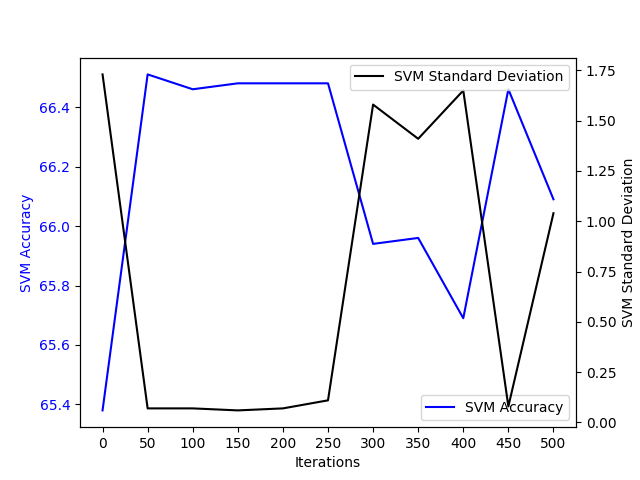 SVM Standard Deviation
66.4
66.2
66.0
65.8
65.6
65.4
SVM Accuracy
1.75
1.50
1.25
1.00
0.75
0.50
0.25
0.00
SVM Standard Deviation
SVM Accuracy
0 50 100 150 200 250 300 350 400 450 500
Iterations